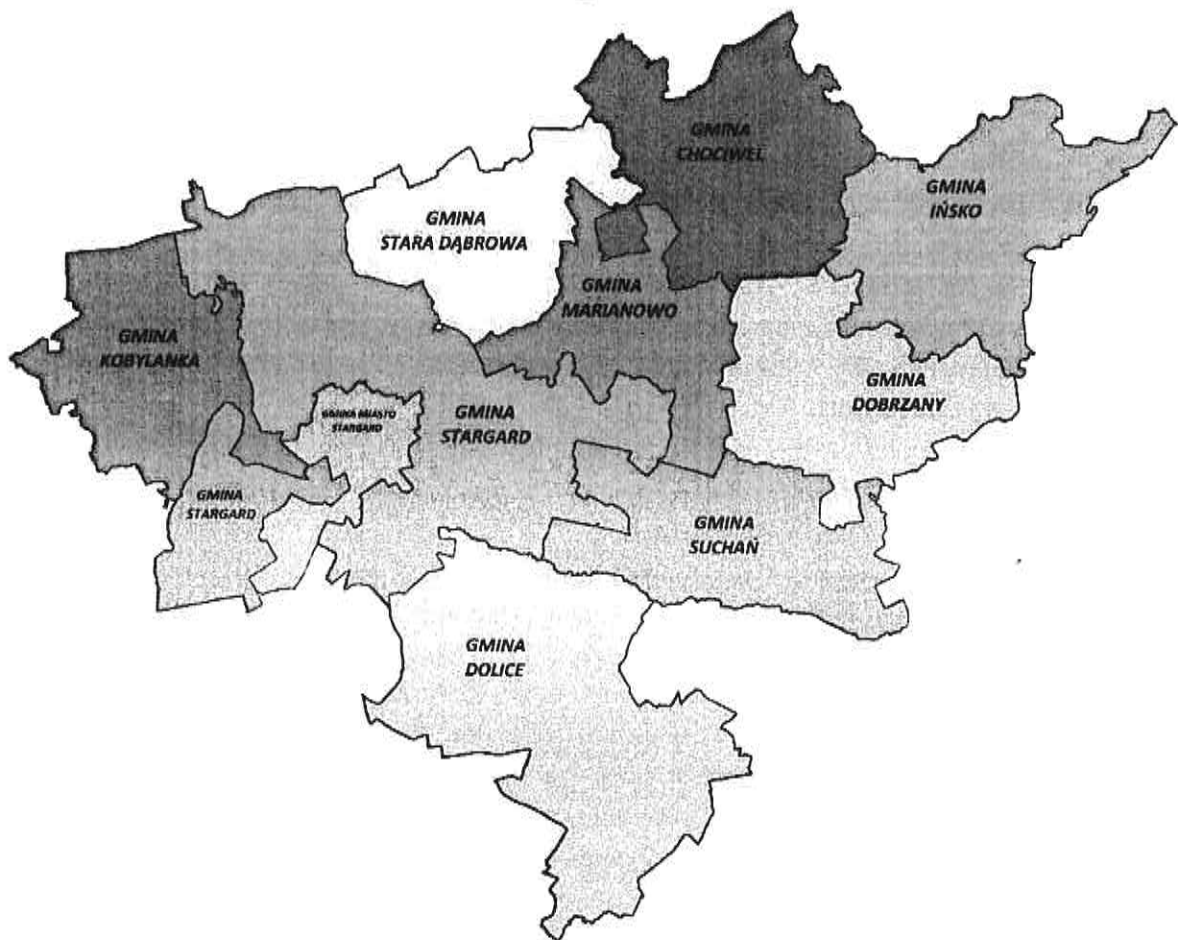 GMINA
CHOCIWEL
GMINA
IŃSKO
GMINA
STARA DĄBROWA
GMINA
MARIANOWO
GMINA
KOBYLANKA
GMINA
DOBRZANY
GMINA MIASTO
STARGARD
GMINA
STARGARD
GMINA
STARGARD
GMINA
SUCHAŃ
GMINA
DOLICE